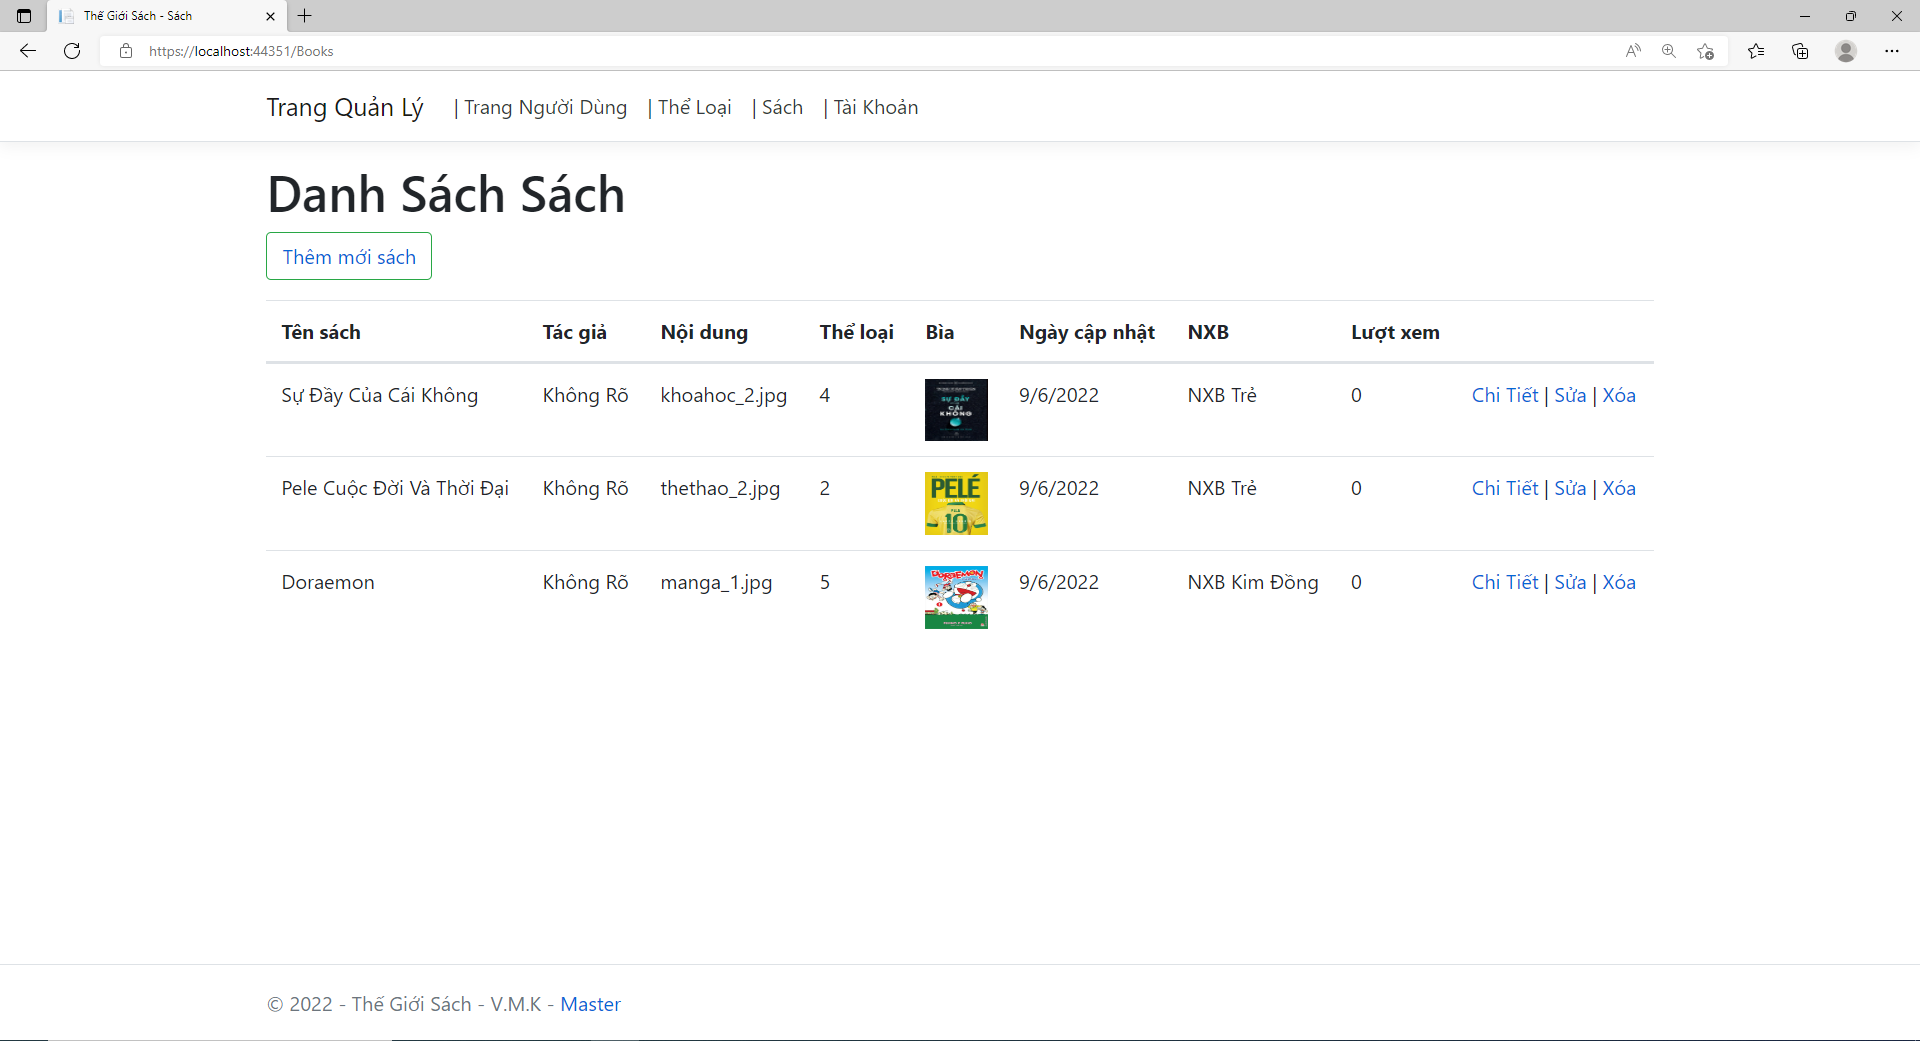 Thế Giới Sách - Sách
https://localhost:44351/Books
Trang Quản Lý | Trang Người Dùng | Thể Loại | Sách | Tài Khoản
Danh Sách Sách
Thêm mới sách
Tên sách Tác giả Nội dung Thể loại Bìa Ngày cập nhật NXB Lượt xem
Sự Đầy Của Cái Không Không Rõ khoahoc_2.jpg 4 9/6/2022 NXB Trẻ 0 Chi Tiết | Sửa | Xóa
SỰ ĐẦY
CÁI
KHÔNG
Pele Cuộc Đời Và Thời Đại Không Rõ thethao_2.jpg 2 9/6/2022 NXB Trẻ 0 Chi Tiết | Sửa | Xóa
PELÉ
10
Doraemon Không Rõ manga_1.jpg 5 9/6/2022 NXB Kim Đồng 0 Chi Tiết | Sửa | Xóa
DORAEMON
© 2022 - Thế Giới Sách - V.M.K - Master